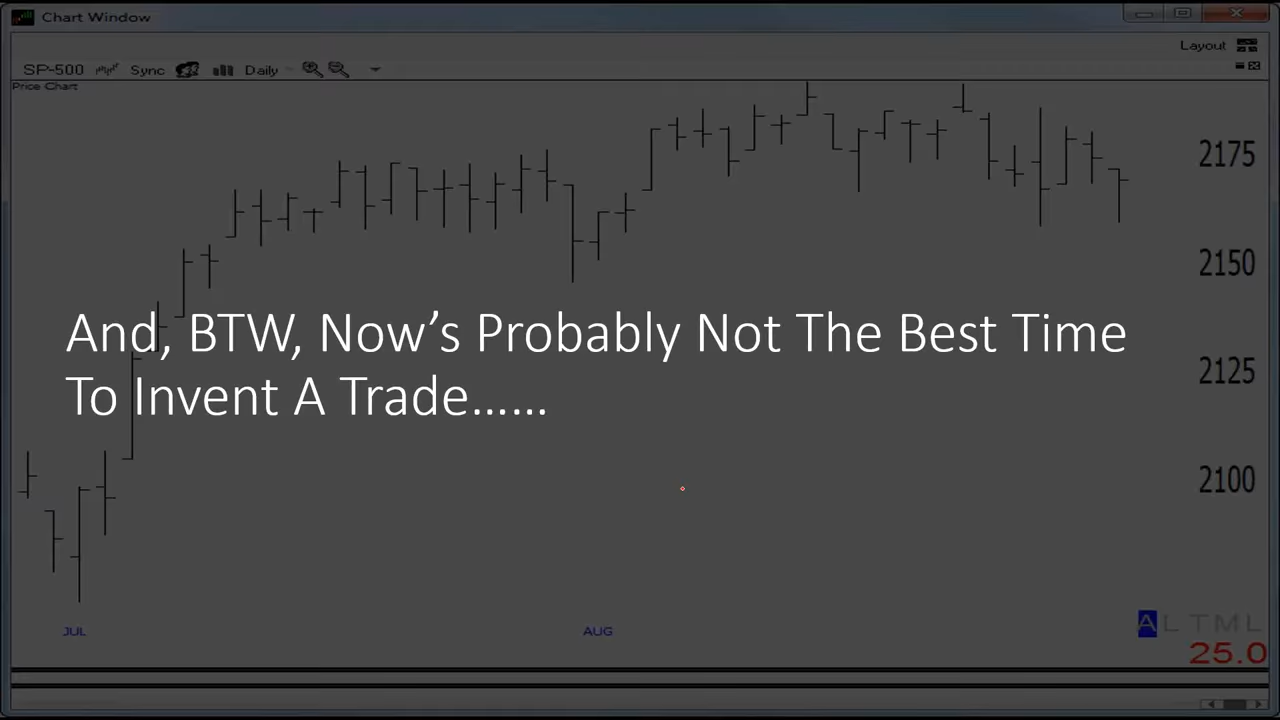 Chart Window
Layout
SP-500 Sync Daily
Price Chart
2175
2150
And, BTW, Now’s Probably Not The Best Time
To Invent A Trade……
2125
2100
JUL AUG
A L T M L
25.0